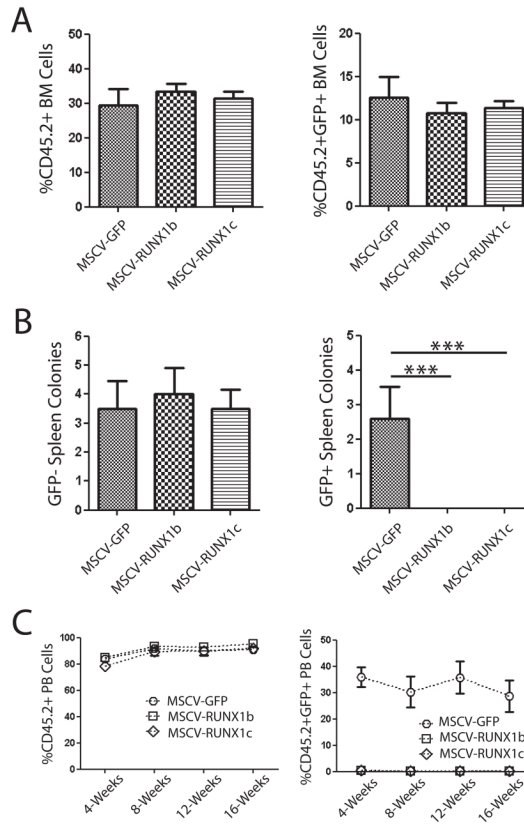 A
%CD45.2+ BM Cells
50
40
30
20
10
0
MSCV-GFP
MSCV-RUNX1b
MSCV-RUNX1c
%CD45.2+GFP+ BM Cells
20
15
10
5
0
MSCV-GFP
MSCV-RUNX1b
MSCV-RUNX1c
B
GFP- Spleen Colonies
6
5
4
3
2
1
0
MSCV-GFP
MSCV-RUNX1b
MSCV-RUNX1c
GFP+ Spleen Colonies
5
4
3
2
1
0
***
***
MSCV-GFP
MSCV-RUNX1b
MSCV-RUNX1c
C
%CD45.2+ PB Cells
100
80
60
40
20
0
MSCV-GFP
MSCV-RUNX1b
MSCV-RUNX1c
4-Weeks
8-Weeks
12-Weeks
16-Weeks
%CD45.2+GFP+ PB Cells
50
40
30
20
10
0
MSCV-GFP
MSCV-RUNX1b
MSCV-RUNX1c
4-Weeks
8-Weeks
12-Weeks
16-Weeks